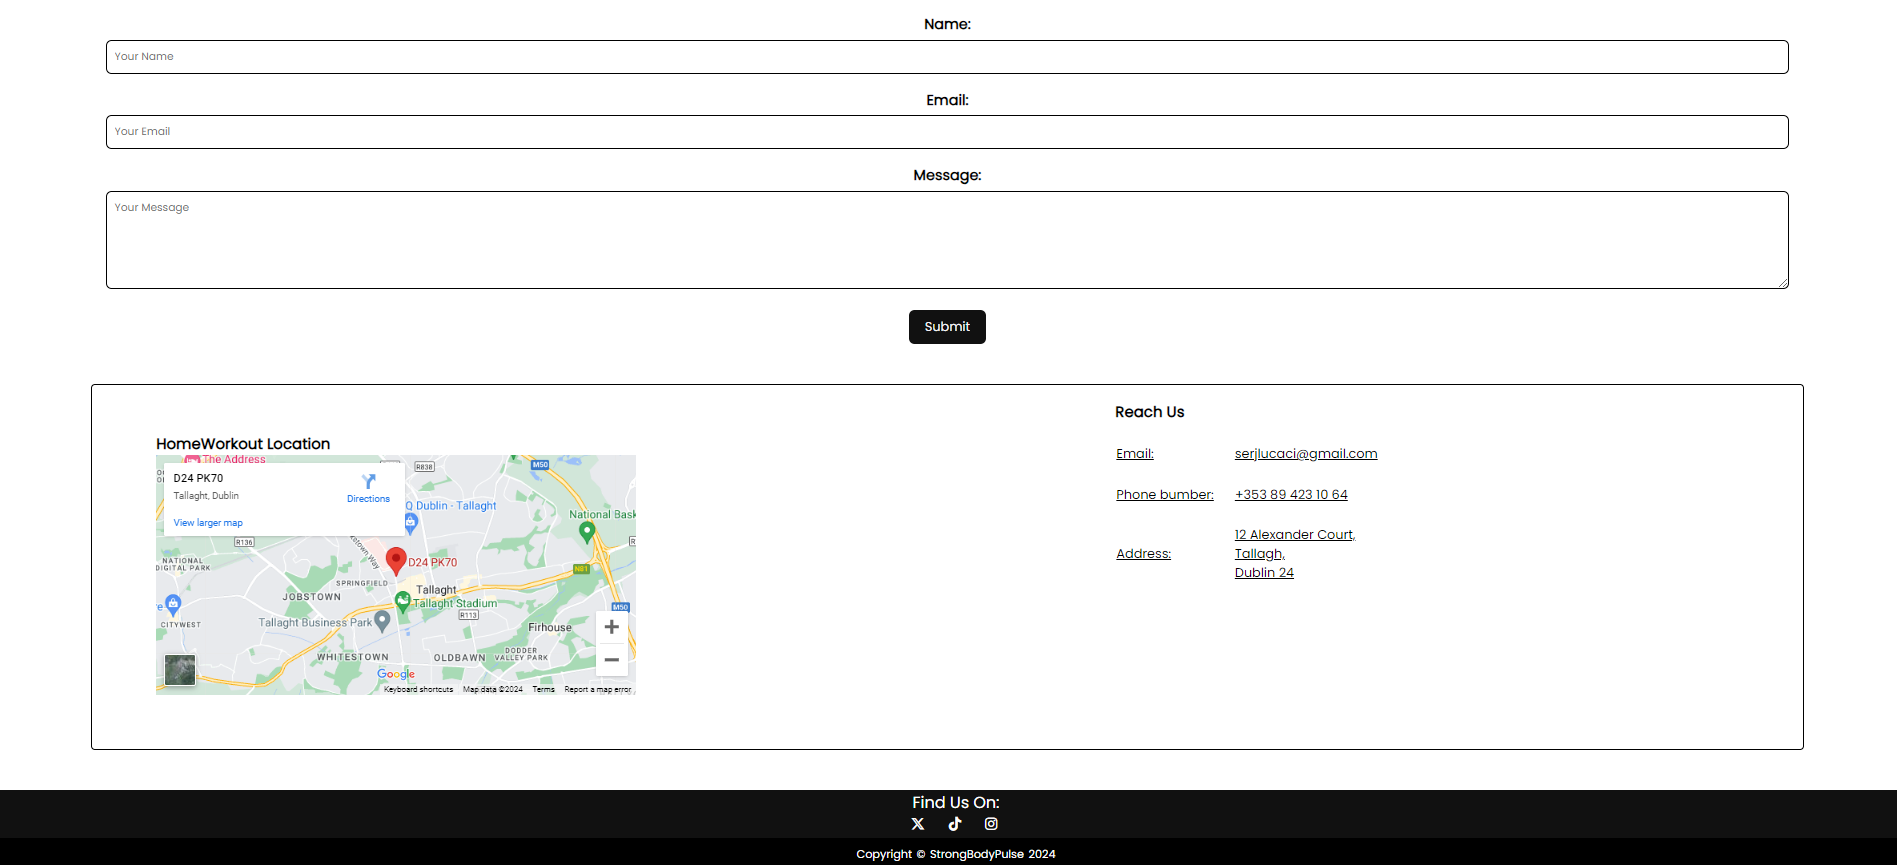 Name:
Your Name
Email:
Your Email
Message:
Your Message
Submit
HomeWorkout Location
The Address
D24 PK70
Tallaght, Dublin
Directions
View larger map
R838
M50
Q Dublin - Tallaght
National Bask
R136
NATIONAL
DIGITAL PARK
etown Way
D24 PK70
N81
SPRINGFIELD
Tallaght
JOBSTOWN
Tallaght Stadium
R113
M50
CITYWEST
Tallaght Business Park
Firhouse
WHITESTOWN
OLDBAWN
DODDER
VALLEY PARK
Google
Keyboard shortcuts Map data ©2024 Terms Report a map error
Reach Us
Email: serjlucaci@gmail.com
Phone bumber: +353 89 423 10 64
Address: 12 Alexander Court,
Tallagh,
Dublin 24
Find Us On:
Copyright © StrongBodyPulse 2024